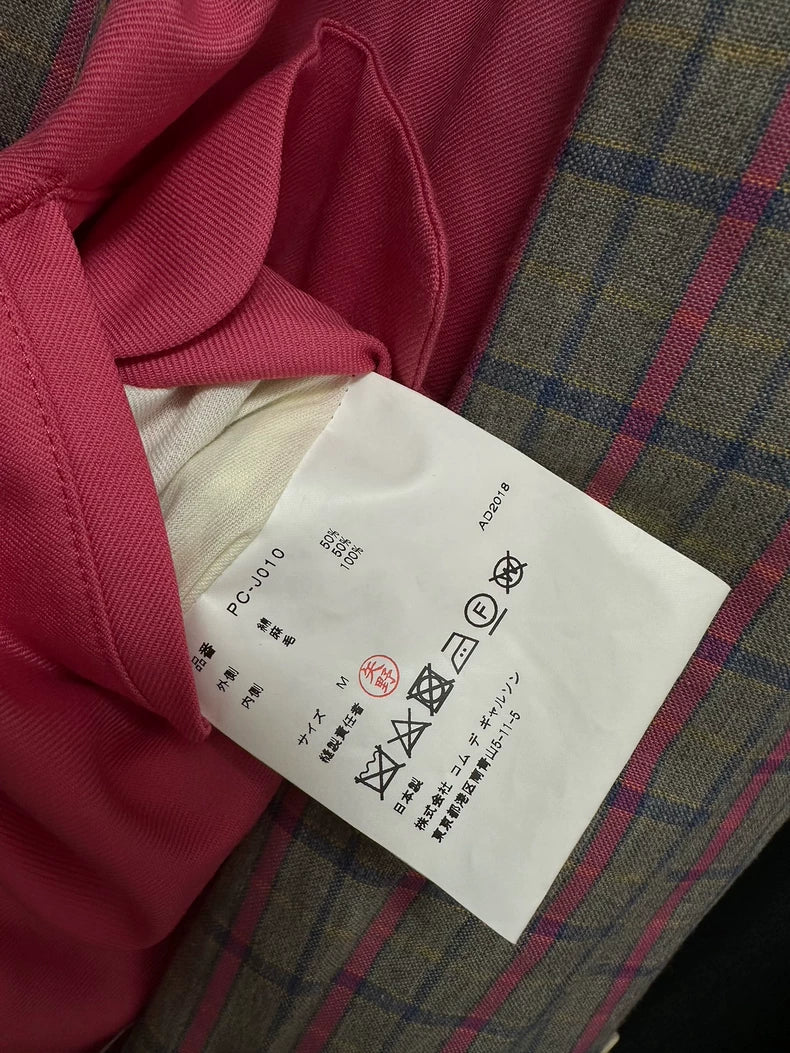 品番 PC-J010
外側 綿 50%
麻 50%
内側 毛 100%
サイズ M
縫製責任者 矢野
F W
AD2018
日本製
株式会社 コム デ ギャルソン
東京都港区南青山5-11-5